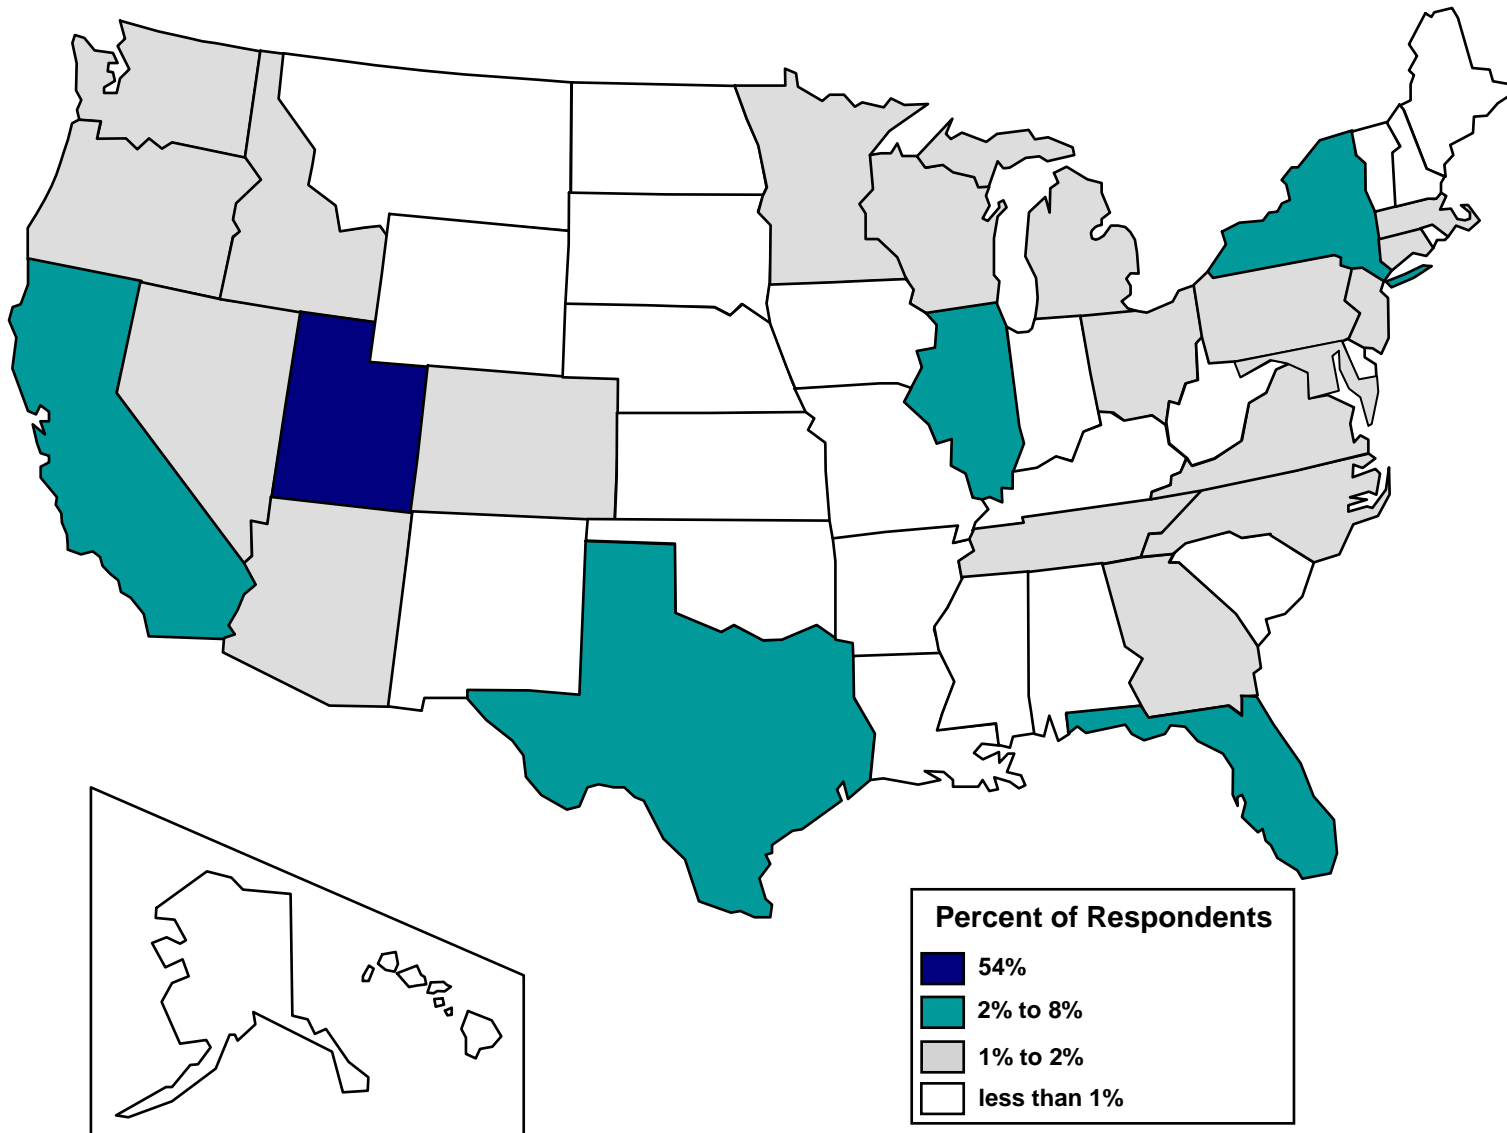 Percent of Respondents
54%
2% to 8%
1% to 2%
less than 1%